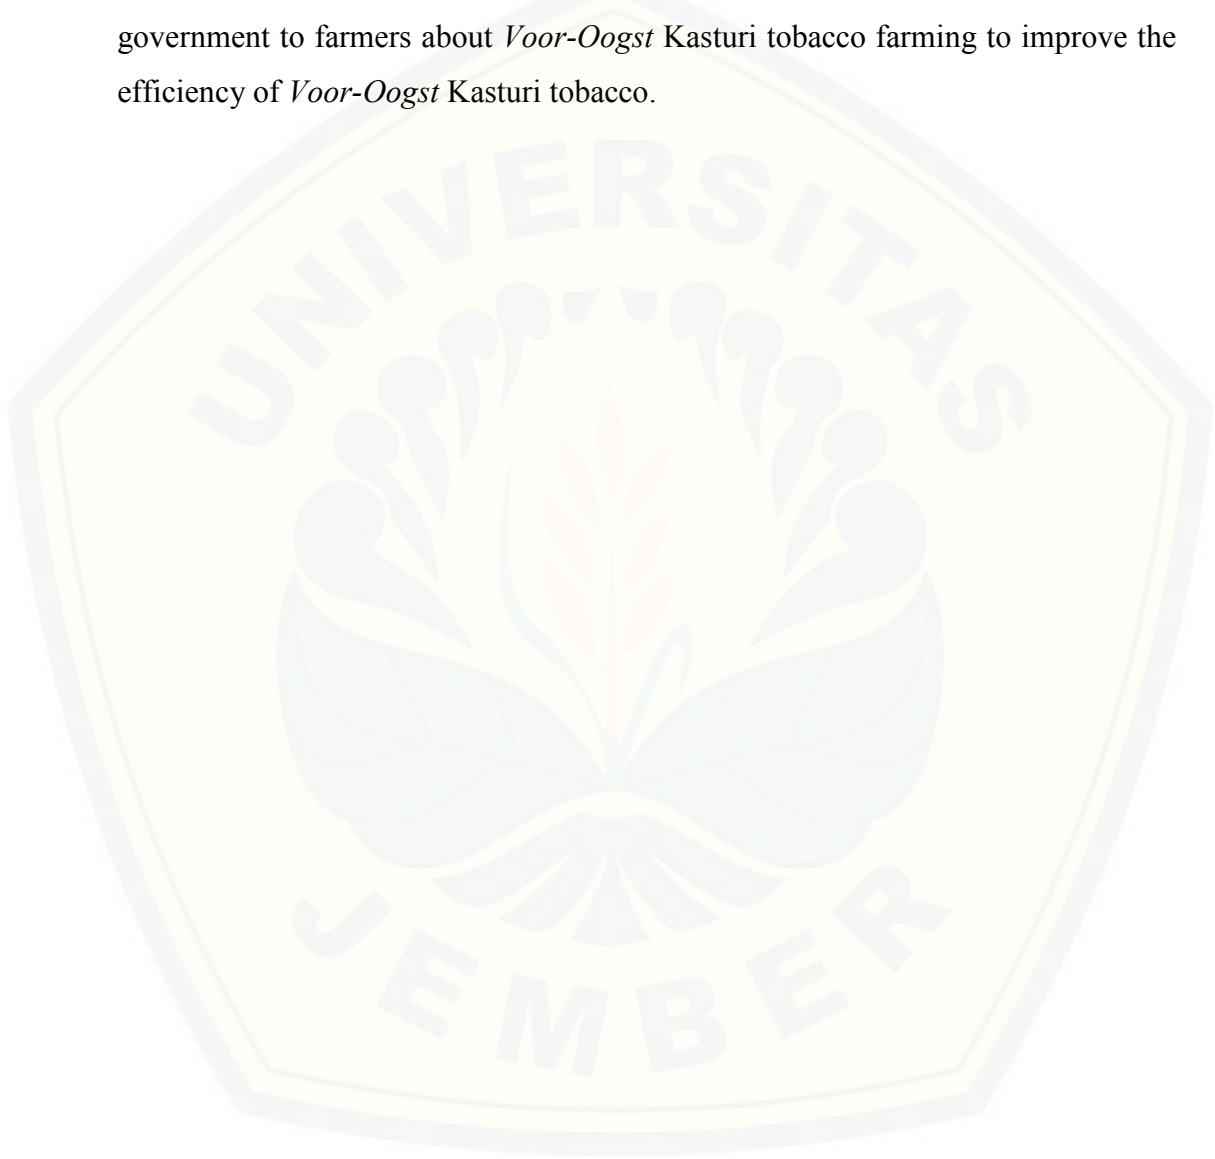 government to farmers about Voor-Oogst Kasturi tobacco farming to improve the
efficiency of Voor-Oogst Kasturi tobacco.
UNIVERSITAS
JEMBER